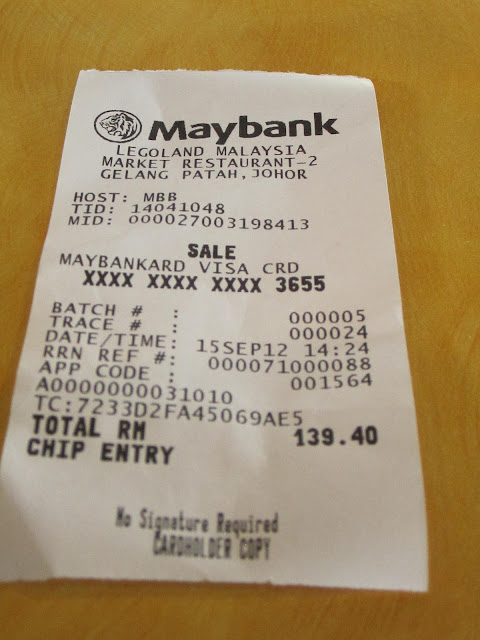 Maybank
LEGOLAND MALAYSIA
MARKET RESTAURANT-2
GELANG PATAH,JOHOR
HOST: MBB
TID: 14041048
MID: 000027003198413
SALE
MAYBANKARD VISA CRD
XXXX XXXX XXXX 3655
BATCH # : 000005
TRACE # : 000024
DATE/TIME: 15SEP12 14:24
RRN REF #: 000071000088
APP CODE : 001564
A0000000031010
TC:7233D2FA45069AE5
TOTAL RM 139.40
CHIP ENTRY
No Signature Required
CARDHOLDER COPY